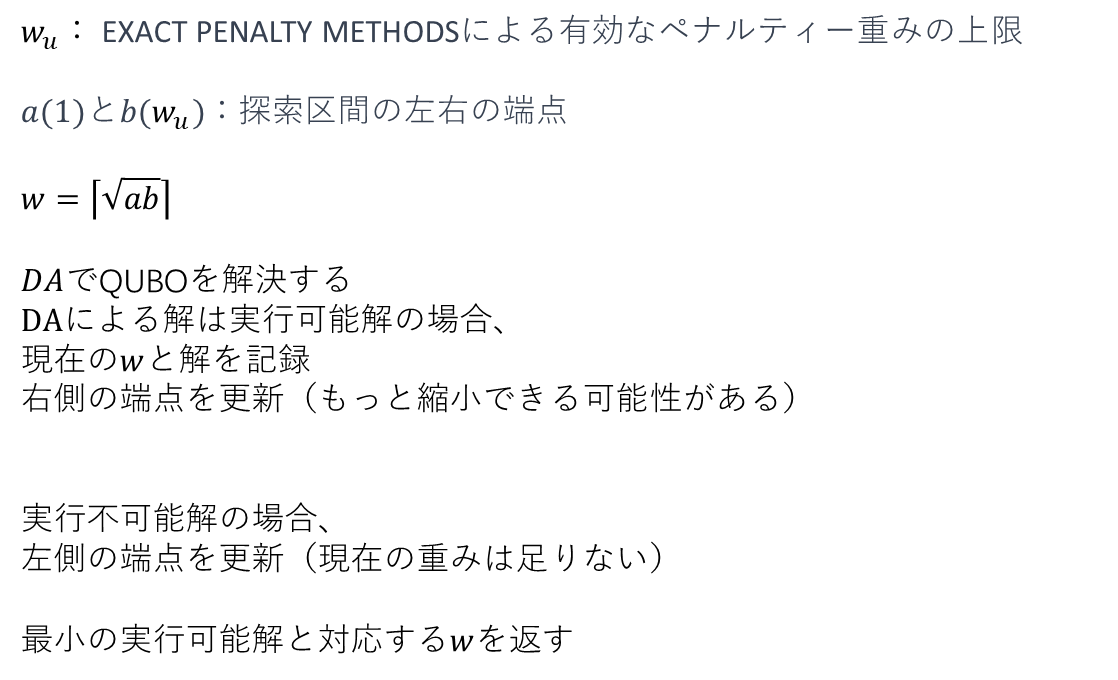 w_u： EXACT PENALTY METHODSによる有効なペナルティー重みの上限
a(1)とb(w_u)：探索区間の左右の端点
w = ⌈√ab⌉
DAでQUBOを解決する
DAによる解は実行可能解の場合、
現在のwと解を記録
右側の端点を更新（もっと縮小できる可能性がある）
実行不可能解の場合、
左側の端点を更新（現在の重みは足りない）
最小の実行可能解と対応するwを返す